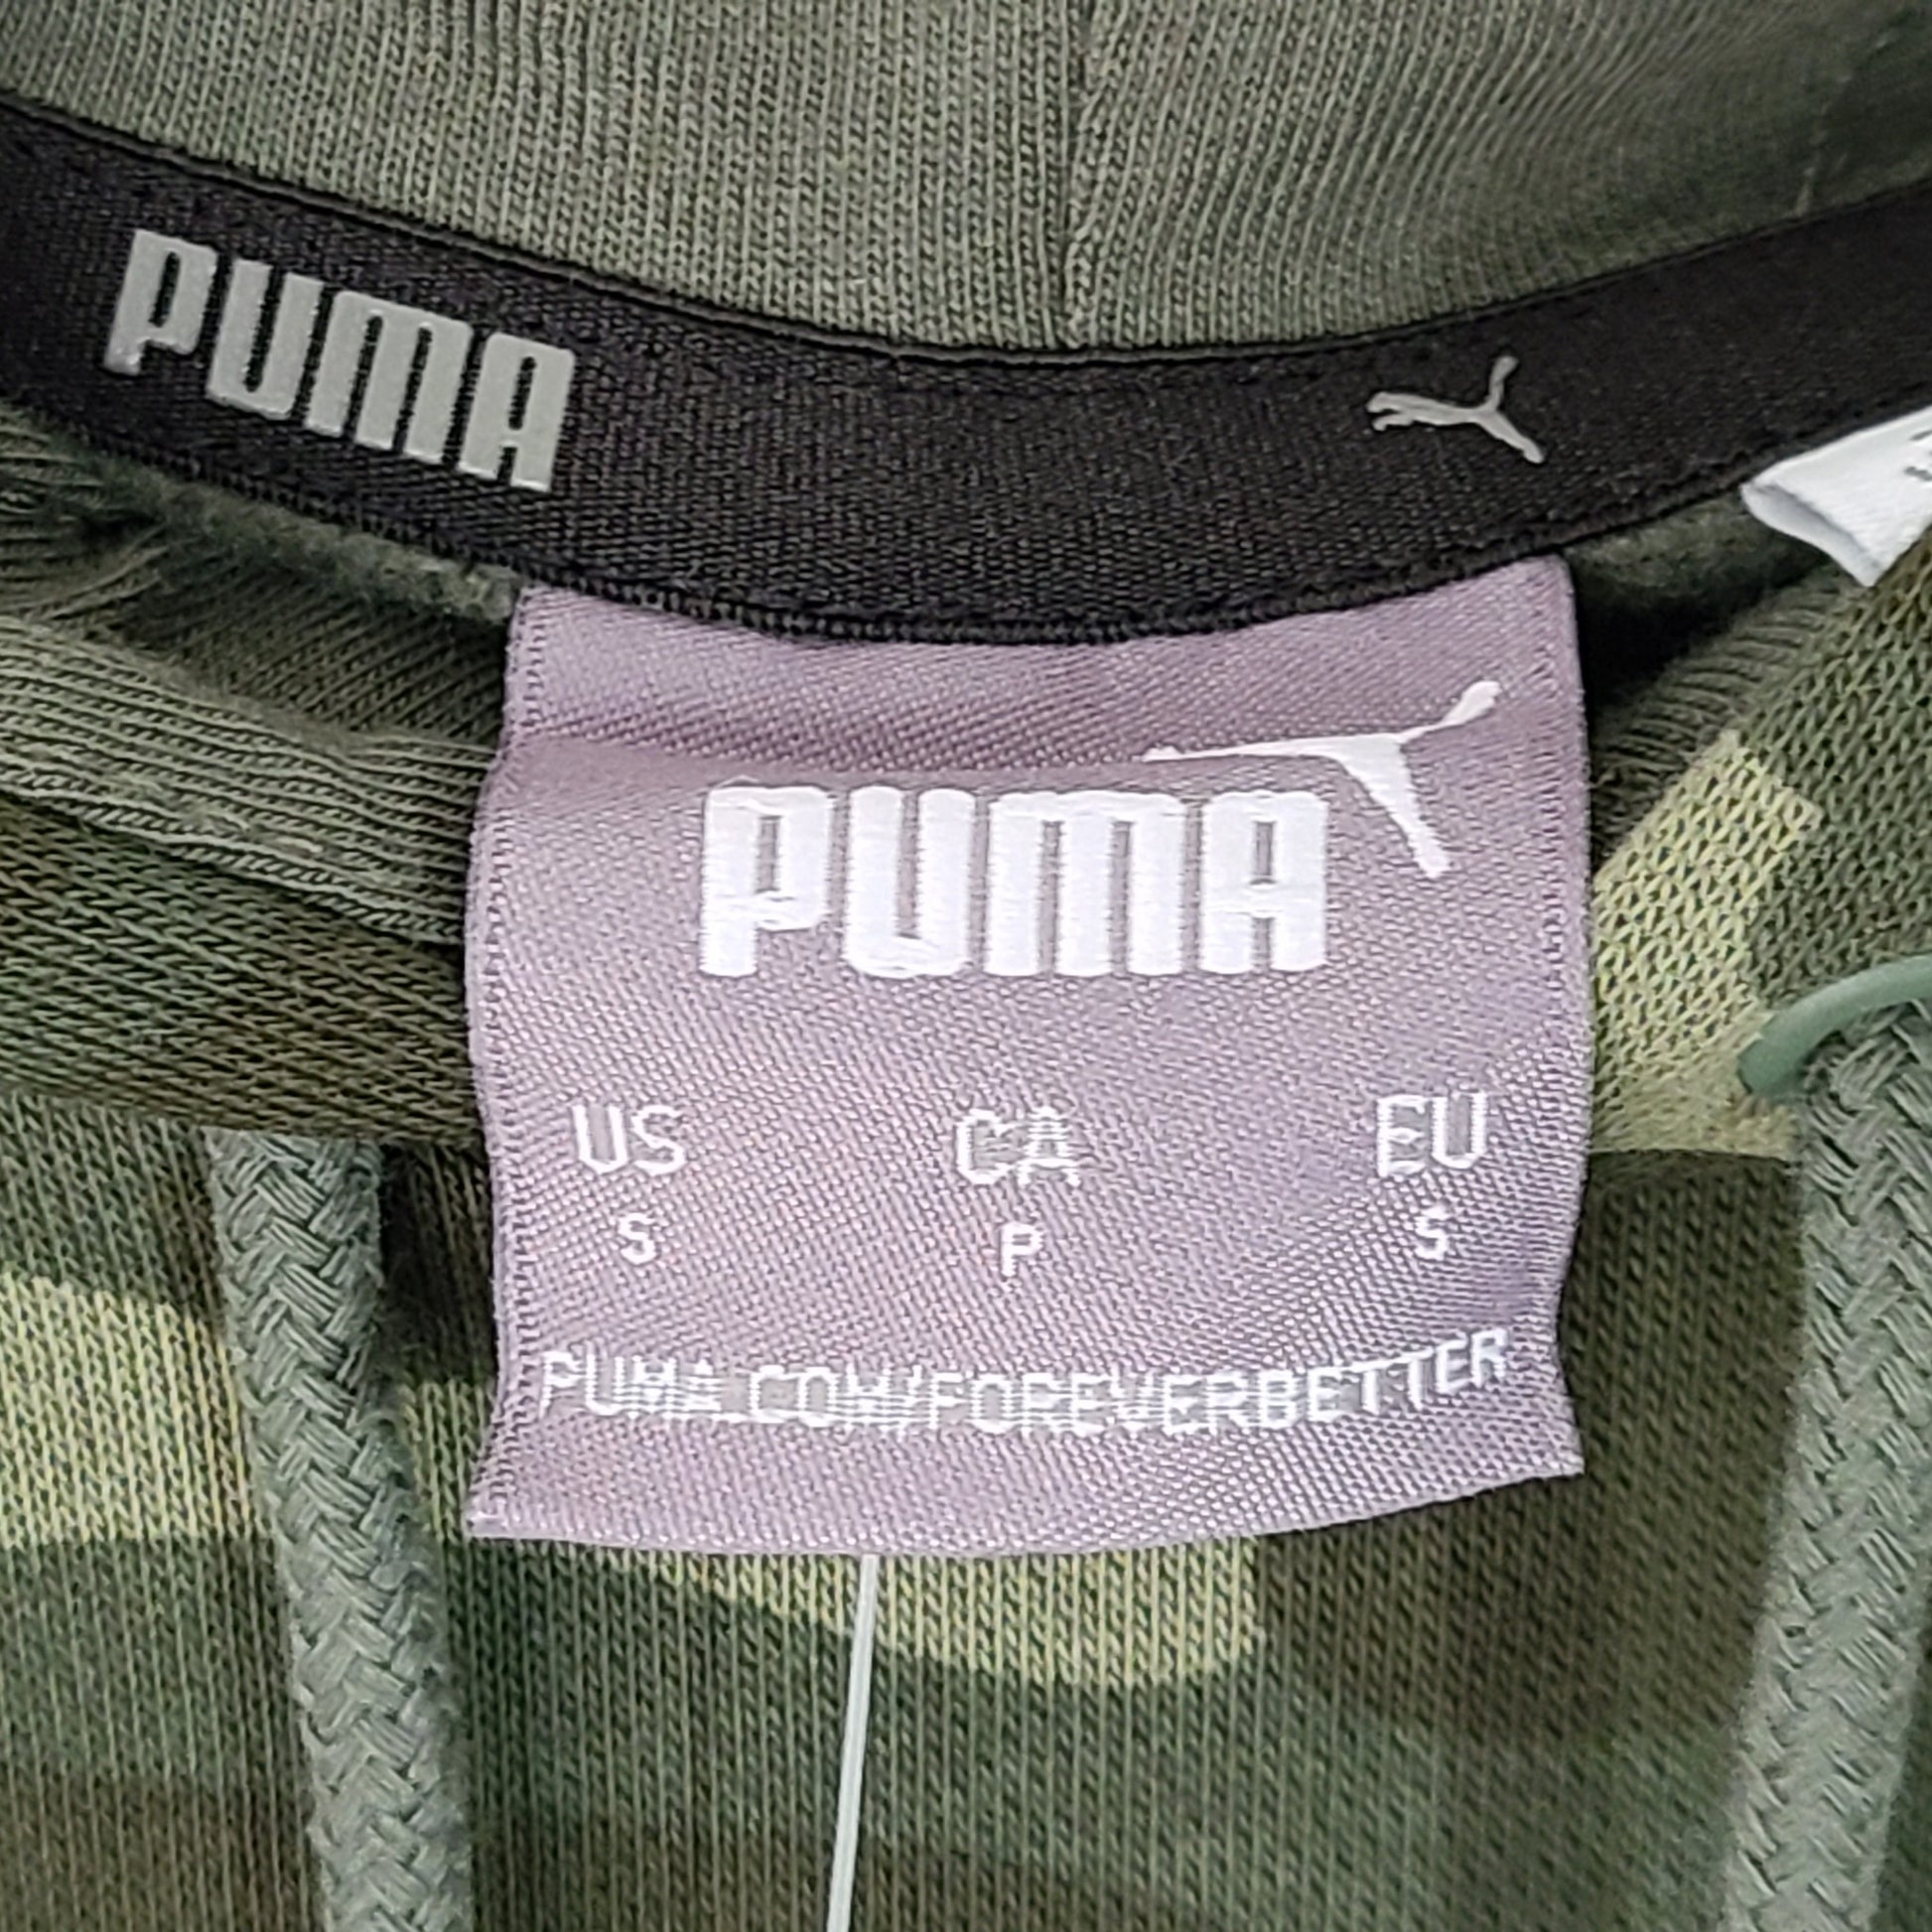 PUMA
PUMA
US CA EU
S P S
PUMA.COM/FOREVERBETTER